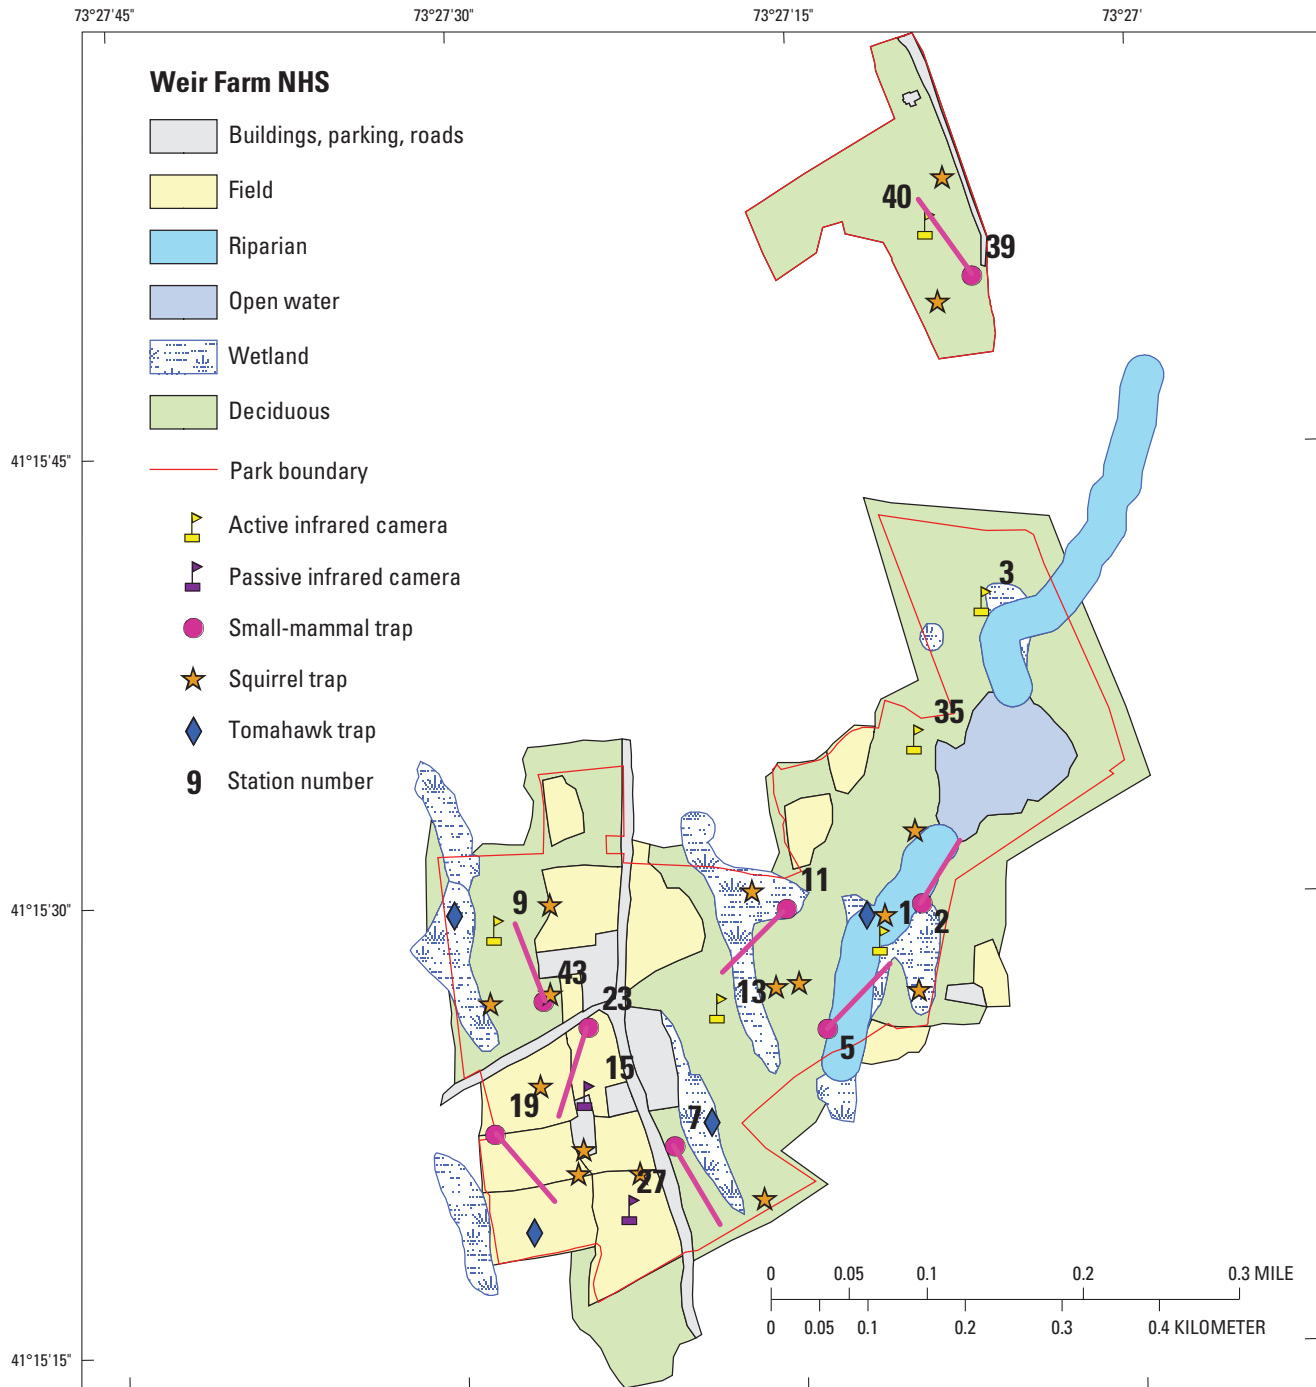 73°27'45"
73°27'30"
73°27'15"
73°27'
Weir Farm NHS
Buildings, parking, roads
Field
Riparian
Open water
Wetland
Deciduous
Park boundary
Active infrared camera
Passive infrared camera
Small-mammal trap
Squirrel trap
Tomahawk trap
9 Station number
40
39
41°15'45"
3
35
11
9
1
2
41°15'30"
43
13
23
5
15
19
7
27
0 0.05 0.1 0.2 0.3 MILE
0 0.05 0.1 0.2 0.3 0.4 KILOMETER
41°15'15"